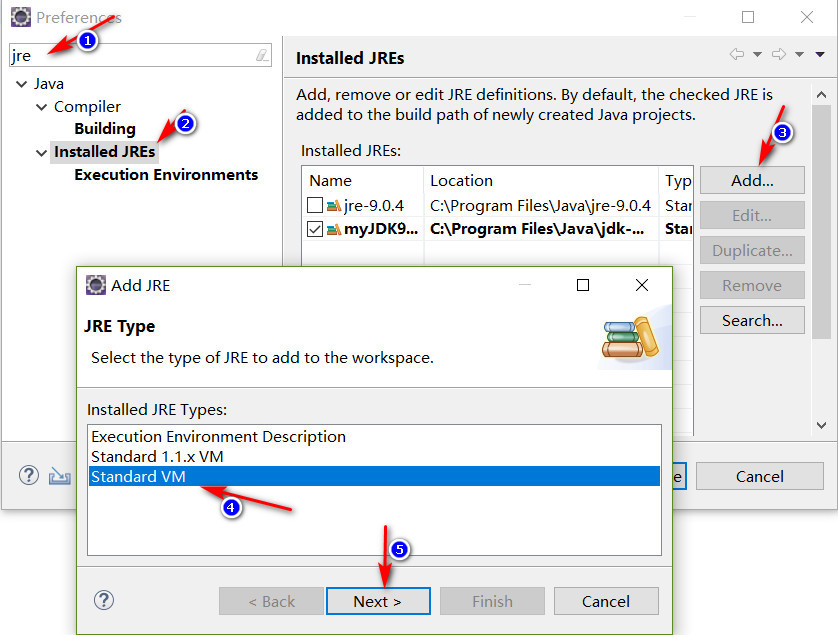 Preferences
1
jre
Java
Compiler
Building
2
Installed JREs
Execution Environments
Installed JREs
Add, remove or edit JRE definitions. By default, the checked JRE is
added to the build path of newly created Java projects.
3
Installed JREs:
Name Location Typ
jre-9.0.4 C:\Program Files\Java\jre-9.0.4 Star
myJDK9... C:\Program Files\Java\jdk-... Star
Add...
Edit...
Duplicate...
Remove
Search...
Add JRE
JRE Type
Select the type of JRE to add to the workspace.
Installed JRE Types:
Execution Environment Description
Standard 1.1.x VM
Standard VM
4
5
? < Back Next > Finish Cancel
? e Cancel